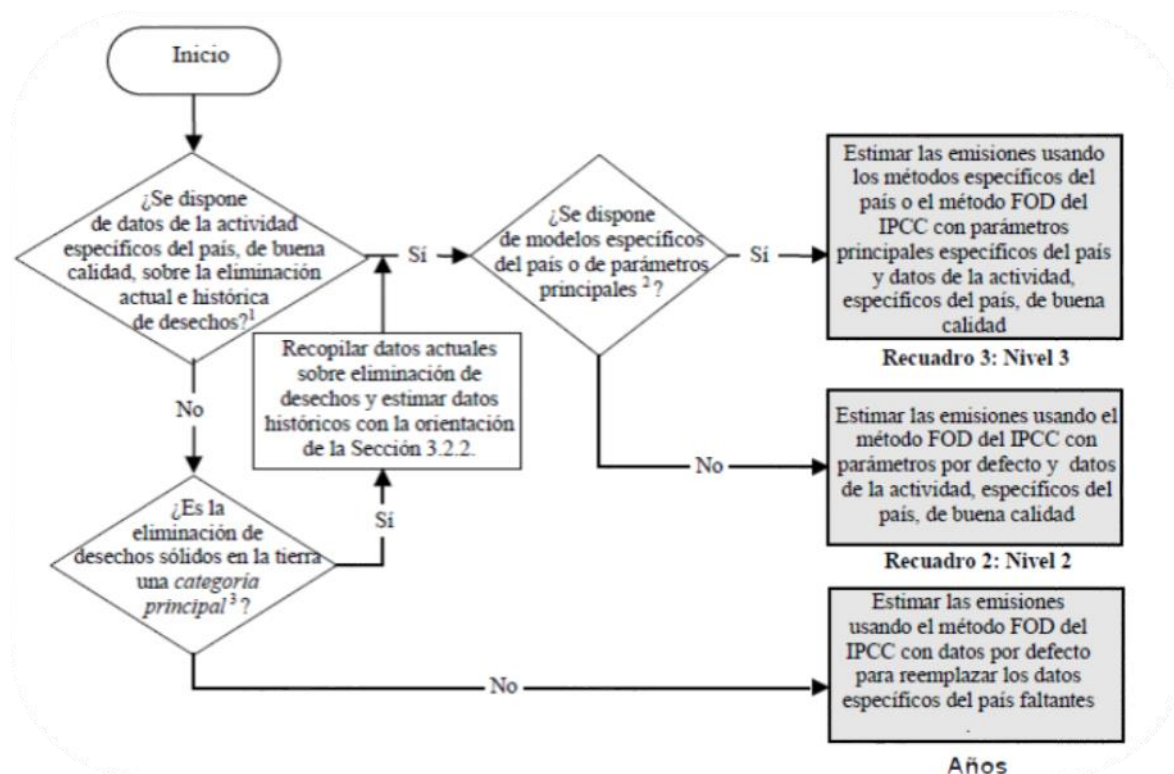 Inicio
¿Se dispone
de datos de la actividad
específicos del país, de buena
calidad, sobre la eliminación
actual e histórica
de desechos?1
Sí
¿Se dispone
de modelos específicos
del país o de parámetros
principales 2?
Sí
Estimar las emisiones usando
los métodos específicos del
país o el método FOD del
IPCC con parámetros
principales específicos del país
y datos de la actividad,
específicos del país, de buena
calidad
Recuadro 3: Nivel 3
No
Recopilar datos actuales
sobre eliminación de
desechos y estimar datos
históricos con la orientación
de la Sección 3.2.2.
No
Estimar las emisiones usando el
método FOD del IPCC con
parámetros por defecto y datos
de la actividad, específicos del
país, de buena calidad
Recuadro 2: Nivel 2
¿Es la
eliminación de
desechos sólidos en la tierra
una categoría
principal3?
Sí
No
Estimar las emisiones
usando el método FOD del
IPCC con datos por defecto
para reemplazar los datos
específicos del país faltantes
.
Años